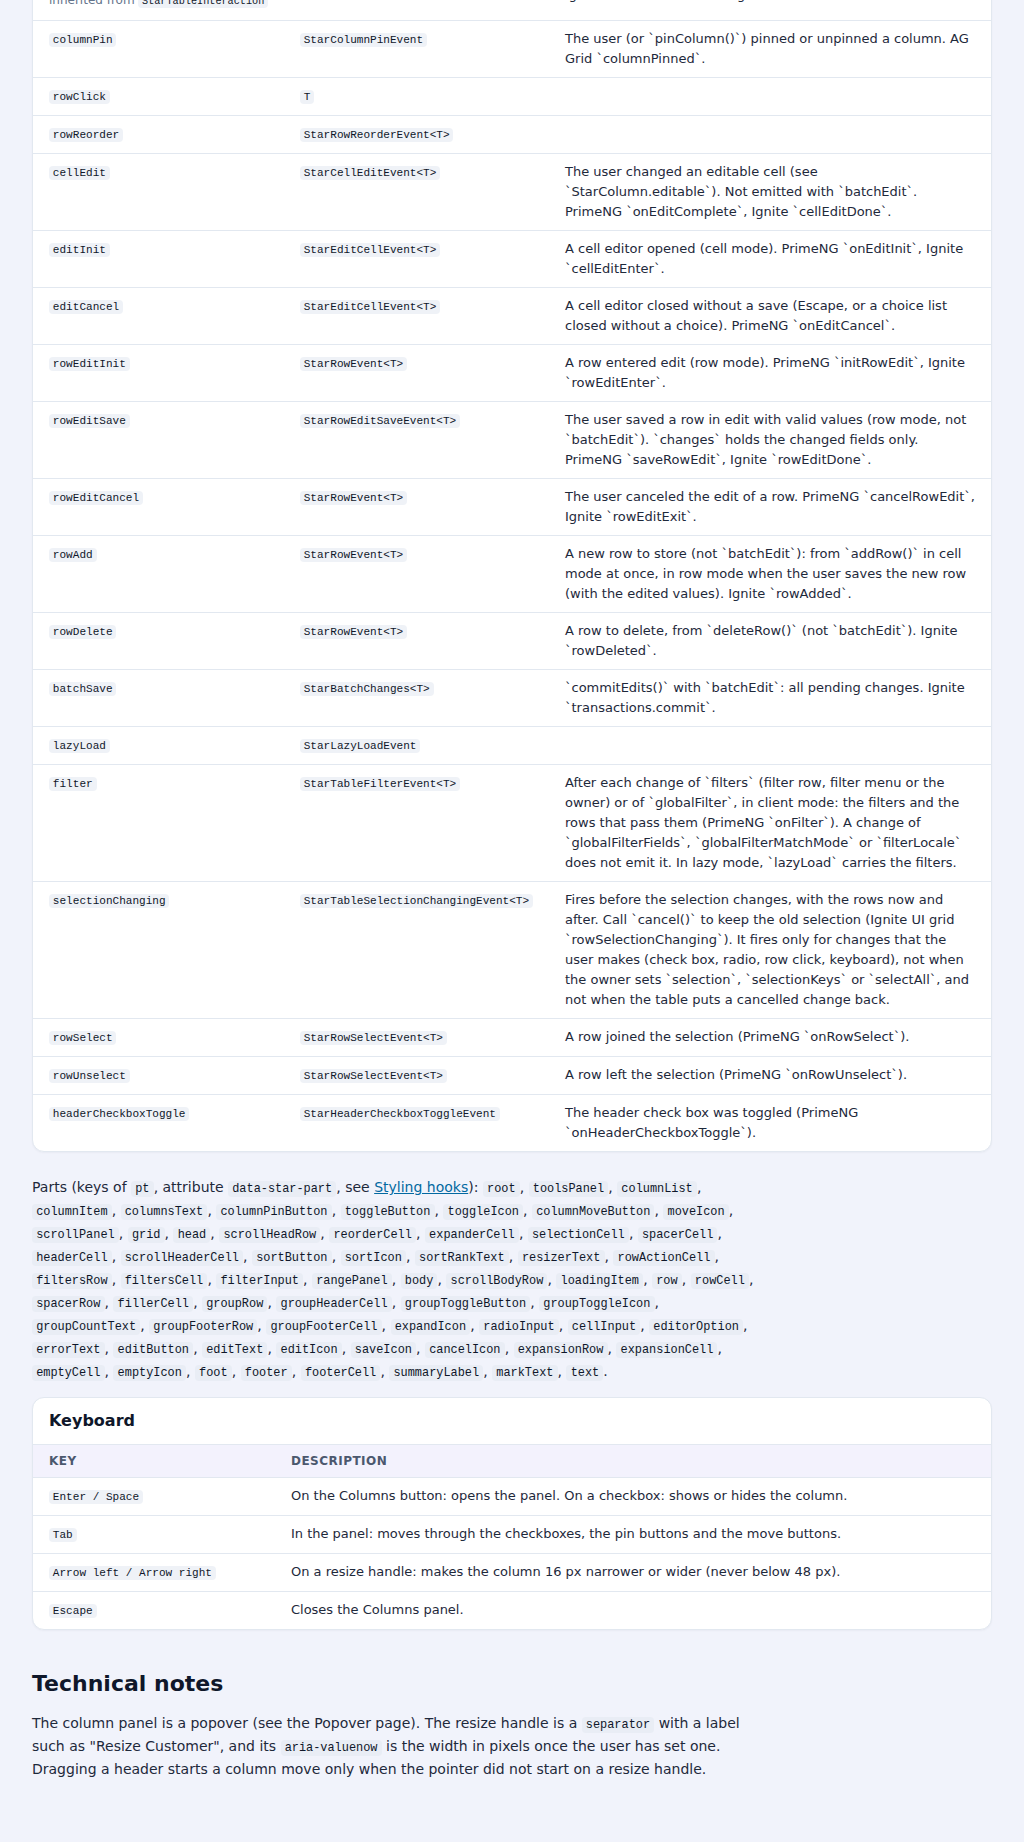 inherited from StarTableInteraction
columnPin StarColumnPinEvent The user (or `pinColumn()`) pinned or unpinned a column. AG
Grid `columnPinned`.
rowClick T
rowReorder StarRowReorderEvent<T>
cellEdit StarCellEditEvent<T> The user changed an editable cell (see
`StarColumn.editable`). Not emitted with `batchEdit`.
PrimeNG `onEditComplete`, Ignite `cellEditDone`.
editInit StarEditCellEvent<T> A cell editor opened (cell mode). PrimeNG `onEditInit`, Ignite
`cellEditEnter`.
editCancel StarEditCellEvent<T> A cell editor closed without a save (Escape, or a choice list
closed without a choice). PrimeNG `onEditCancel`.
rowEditInit StarRowEvent<T> A row entered edit (row mode). PrimeNG `initRowEdit`, Ignite
`rowEditEnter`.
rowEditSave StarRowEditSaveEvent<T> The user saved a row in edit with valid values (row mode, not
`batchEdit`). `changes` holds the changed fields only.
PrimeNG `saveRowEdit`, Ignite `rowEditDone`.
rowEditCancel StarRowEvent<T> The user canceled the edit of a row. PrimeNG `cancelRowEdit`,
Ignite `rowEditExit`.
rowAdd StarRowEvent<T> A new row to store (not `batchEdit`): from `addRow()` in cell
mode at once, in row mode when the user saves the new row
(with the edited values). Ignite `rowAdded`.
rowDelete StarRowEvent<T> A row to delete, from `deleteRow()` (not `batchEdit`). Ignite
`rowDeleted`.
batchSave StarBatchChanges<T> `commitEdits()` with `batchEdit`: all pending changes. Ignite
`transactions.commit`.
lazyLoad StarLazyLoadEvent
filter StarTableFilterEvent<T> After each change of `filters` (filter row, filter menu or the
owner) or of `globalFilter`, in client mode: the filters and the
rows that pass them (PrimeNG `onFilter`). A change of
`globalFilterFields`, `globalFilterMatchMode` or `filterLocale`
does not emit it. In lazy mode, `lazyLoad` carries the filters.
selectionChanging StarTableSelectionChangingEvent<T> Fires before the selection changes, with the rows now and
after. Call `cancel()` to keep the old selection (Ignite UI grid
`rowSelectionChanging`). It fires only for changes that the
user makes (check box, radio, row click, keyboard), not when
the owner sets `selection`, `selectionKeys` or `selectAll`, and
not when the table puts a cancelled change back.
rowSelect StarRowSelectEvent<T> A row joined the selection (PrimeNG `onRowSelect`).
rowUnselect StarRowSelectEvent<T> A row left the selection (PrimeNG `onRowUnselect`).
headerCheckboxToggle StarHeaderCheckboxToggleEvent The header check box was toggled (PrimeNG
`onHeaderCheckboxToggle`).
Parts (keys of pt, attribute data-star-part, see Styling hooks): root, toolsPanel, columnList,
columnItem, columnsText, columnPinButton, toggleButton, toggleIcon, columnMoveButton, moveIcon,
scrollPanel, grid, head, scrollHeadRow, reorderCell, expanderCell, selectionCell, spacerCell,
headerCell, scrollHeaderCell, sortButton, sortIcon, sortRankText, resizerText, rowActionCell,
filtersRow, filtersCell, filterInput, rangePanel, body, scrollBodyRow, loadingItem, row, rowCell,
spacerRow, fillerCell, groupRow, groupHeaderCell, groupToggleButton, groupToggleIcon,
groupCountText, groupFooterRow, groupFooterCell, expandIcon, radioInput, cellInput, editorOption,
errorText, editButton, editText, editIcon, saveIcon, cancelIcon, expansionRow, expansionCell,
emptyCell, emptyIcon, foot, footer, footerCell, summaryLabel, markText, text.
Keyboard
KEY DESCRIPTION
Enter / Space On the Columns button: opens the panel. On a checkbox: shows or hides the column.
Tab In the panel: moves through the checkboxes, the pin buttons and the move buttons.
Arrow left / Arrow right On a resize handle: makes the column 16 px narrower or wider (never below 48 px).
Escape Closes the Columns panel.
Technical notes
The column panel is a popover (see the Popover page). The resize handle is a separator with a label
such as "Resize Customer", and its aria-valuenow is the width in pixels once the user has set one.
Dragging a header starts a column move only when the pointer did not start on a resize handle.